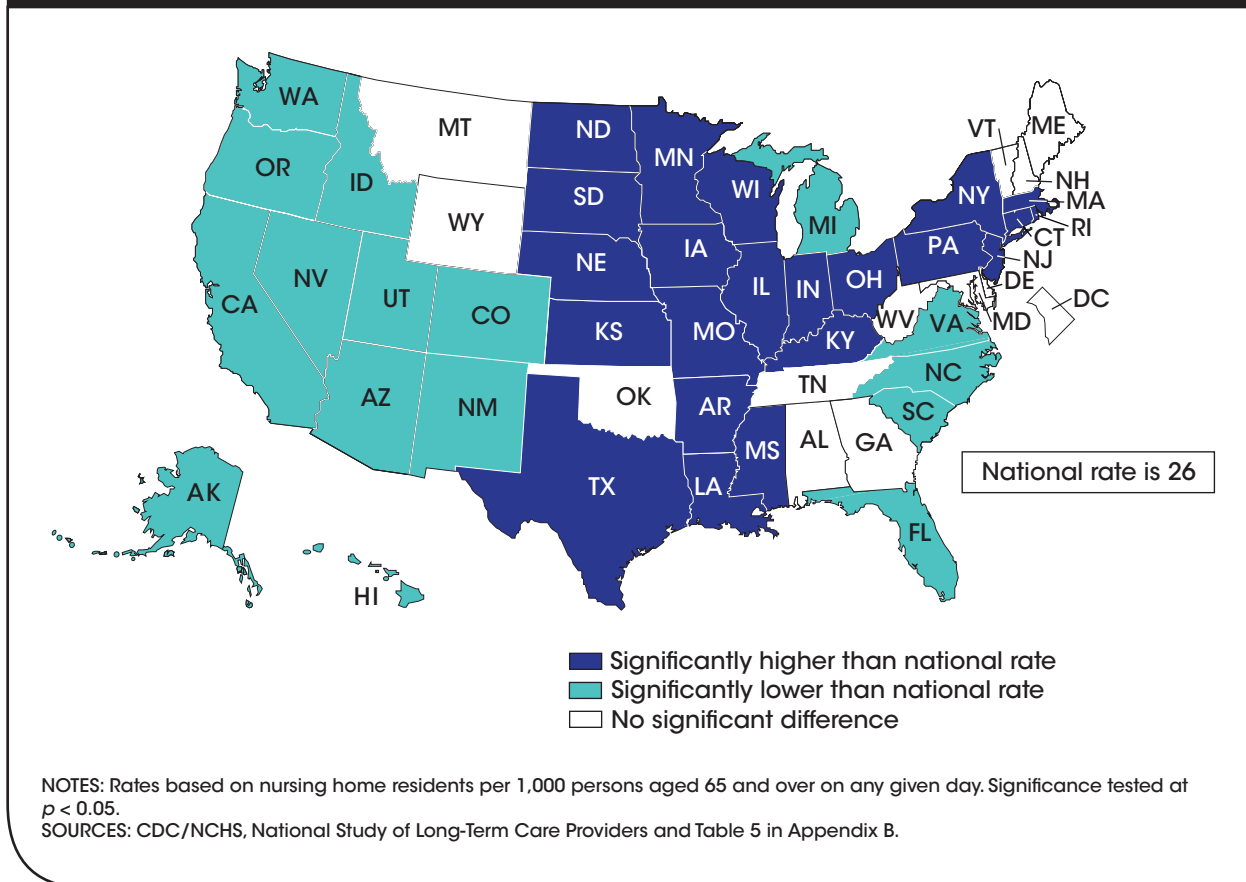 WA
MT
ND
MN
VT
ME
OR
ID
SD
WI
NY
NH
MA
WY
MI
RI
CT
IA
PA
NJ
NE
DE
NV
UT
CO
IL
IN
OH
DC
CA
KS
MO
KY
WV
VA
MD
AZ
NM
OK
TN
NC
AR
SC
MS
AL
GA
National rate is 26
AK
TX
LA
FL
HI
Significantly higher than national rate
Significantly lower than national rate
No significant difference
NOTES: Rates based on nursing home residents per 1,000 persons aged 65 and over on any given day. Significance tested at
p < 0.05.
SOURCES: CDC/NCHS, National Study of Long-Term Care Providers and Table 5 in Appendix B.